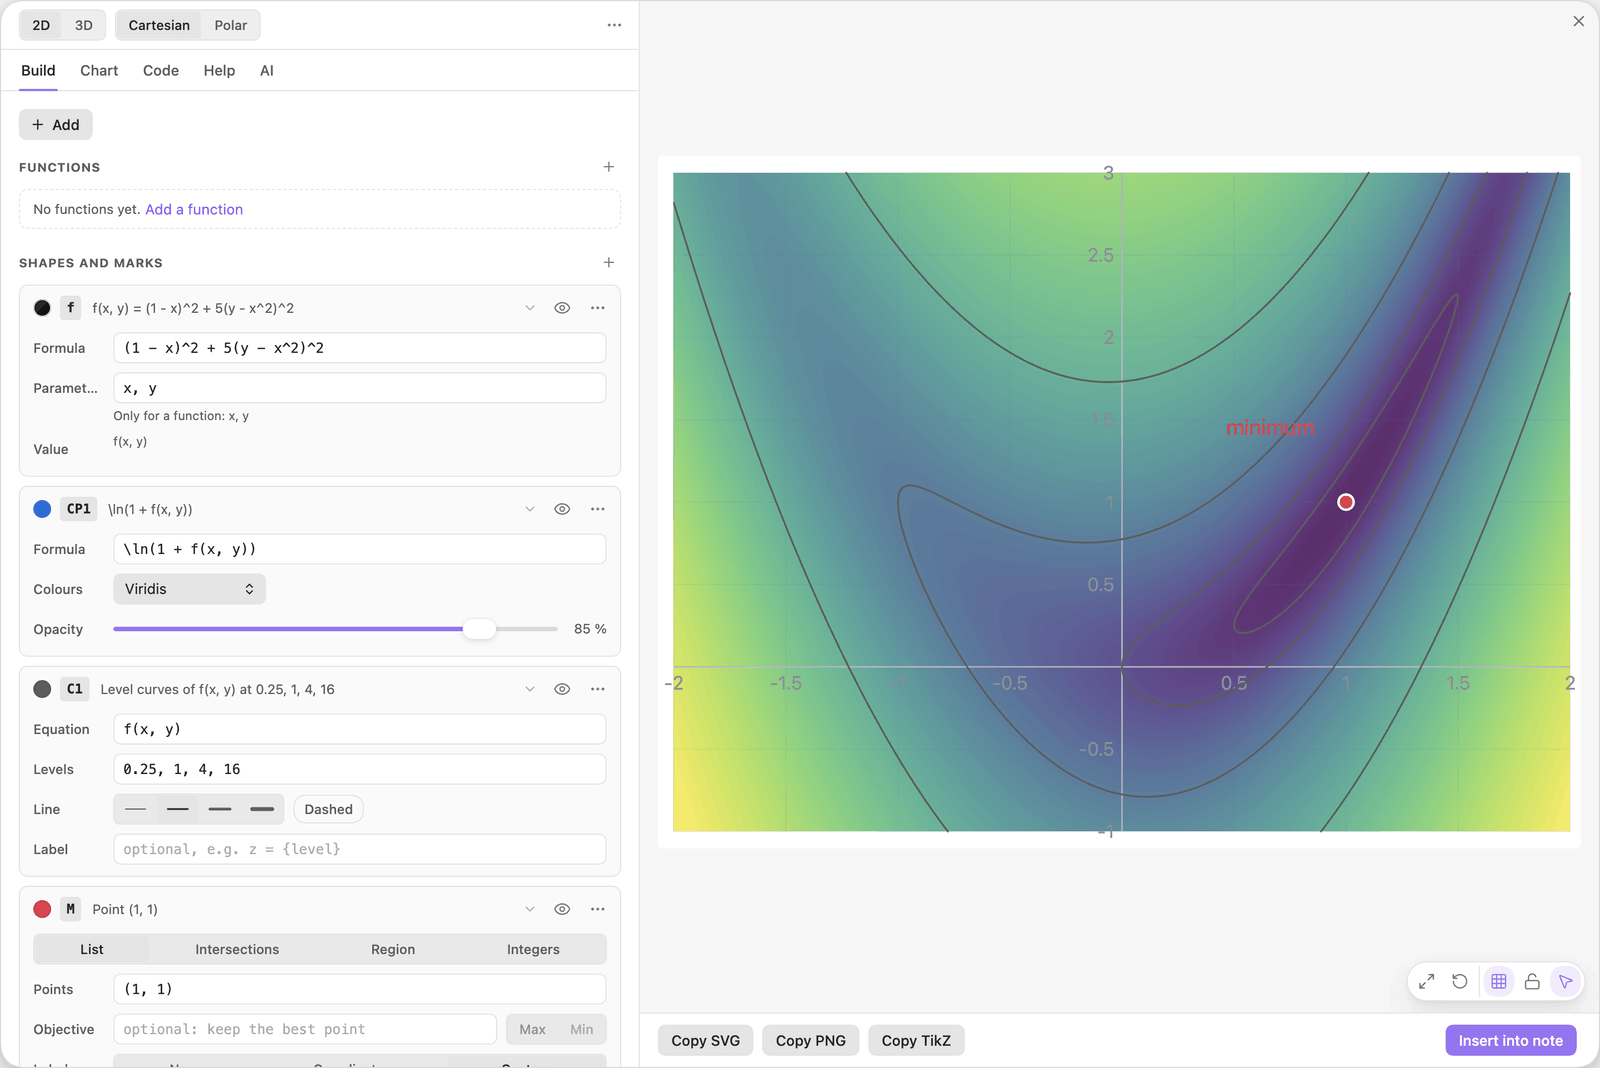 2D 3D Cartesian Polar
Build Chart Code Help AI
+ Add
FUNCTIONS
No functions yet. Add a function
SHAPES AND MARKS
f f(x, y) = (1 - x)^2 + 5(y - x^2)^2
Formula (1 - x)^2 + 5(y - x^2)^2
Paramet... x, y
Only for a function: x, y
Value f(x, y)
CP1 \ln(1 + f(x, y))
Formula \ln(1 + f(x, y))
Colours Viridis
Opacity 85 %
C1 Level curves of f(x, y) at 0.25, 1, 4, 16
Equation f(x, y)
Levels 0.25, 1, 4, 16
Line Dashed
Label optional, e.g. z = {level}
M Point (1, 1)
List Intersections Region Integers
Points (1, 1)
Objective optional: keep the best point Max Min
3
2.5
2
1.5
minimum
1
0.5
-2 -1.5 -0.5 0.5 1 1.5 2
-0.5
-1
Copy SVG Copy PNG Copy TikZ Insert into note